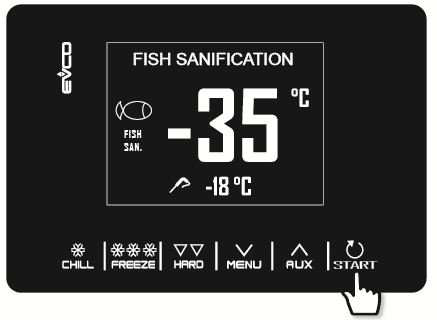 EVCO
FISH SANIFICATION
-35 °C
FISH
SAN.
-18 °C
CHILL FREEZE HARD MENU AUX START